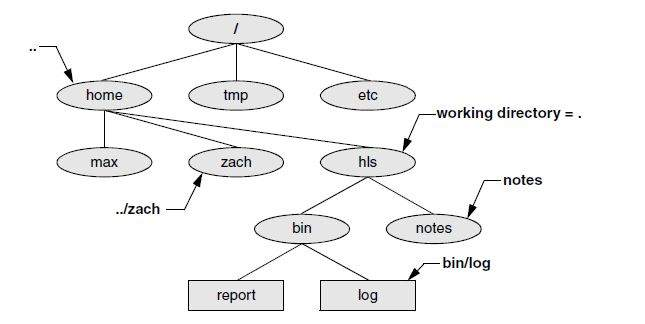 /
..
home
tmp
etc
working directory = .
max
zach
hls
notes
../zach
bin
notes
bin/log
report
log